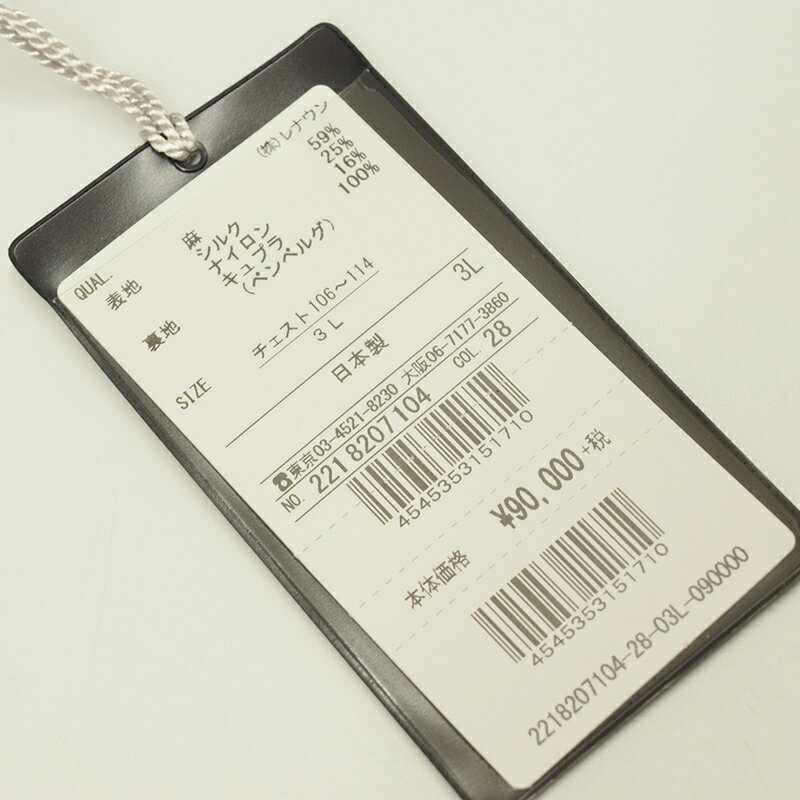 (株)レナウン
QUAL.
表地 麻 59%
シルク 25%
ナイロン 16%
裏地 キュプラ 100%
(ベンベルグ)
SIZE チェスト106〜114
3L
3L
日本製
☎東京03-4521-8230 大阪06-7177-3860
NO. 2218207104 COL. 28
4545353151710
本体価格 ¥90,000+税
4545353151710
2218207104-28-03L-090000